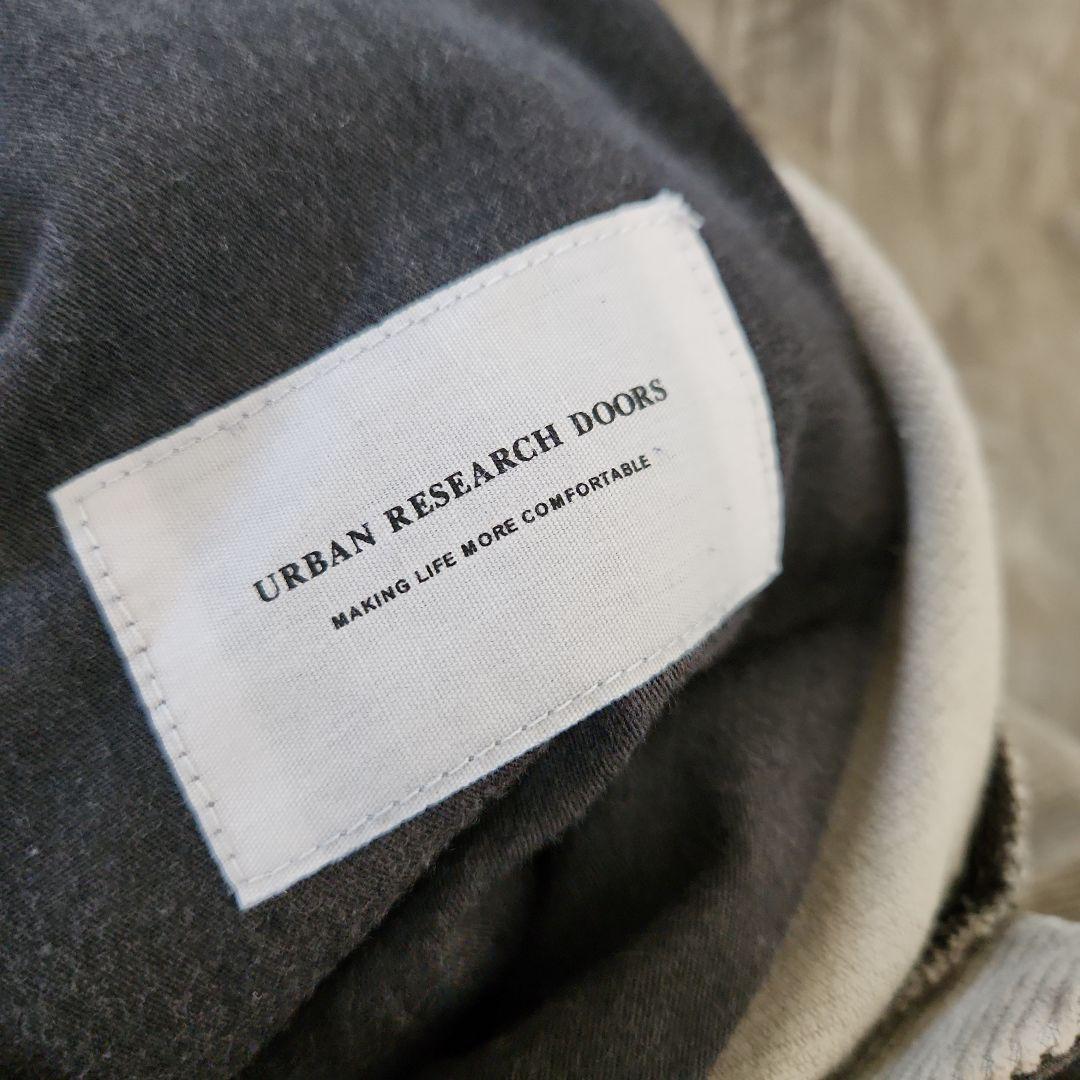 URBAN RESEARCH DOORS
MAKING LIFE MORE COMFORTABLE